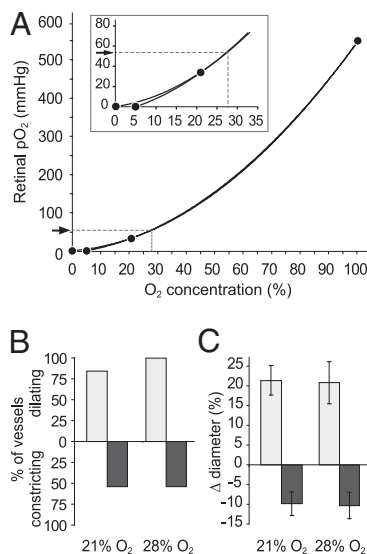 A
600
500
400
300
200
100
0
Retinal pO2 (mmHg)
80
60
40
20
0
0 5 10 15 20 25 30 35
0 10 20 30 40 50 60 70 80 90 100
O2 concentration (%)
B
100
75
50
25
0
25
50
75
100
% of vessels
constricting dilating
21% O2 28% O2
C
25
20
15
10
5
0
-5
-10
-15
Δ diameter (%)
21% O2 28% O2